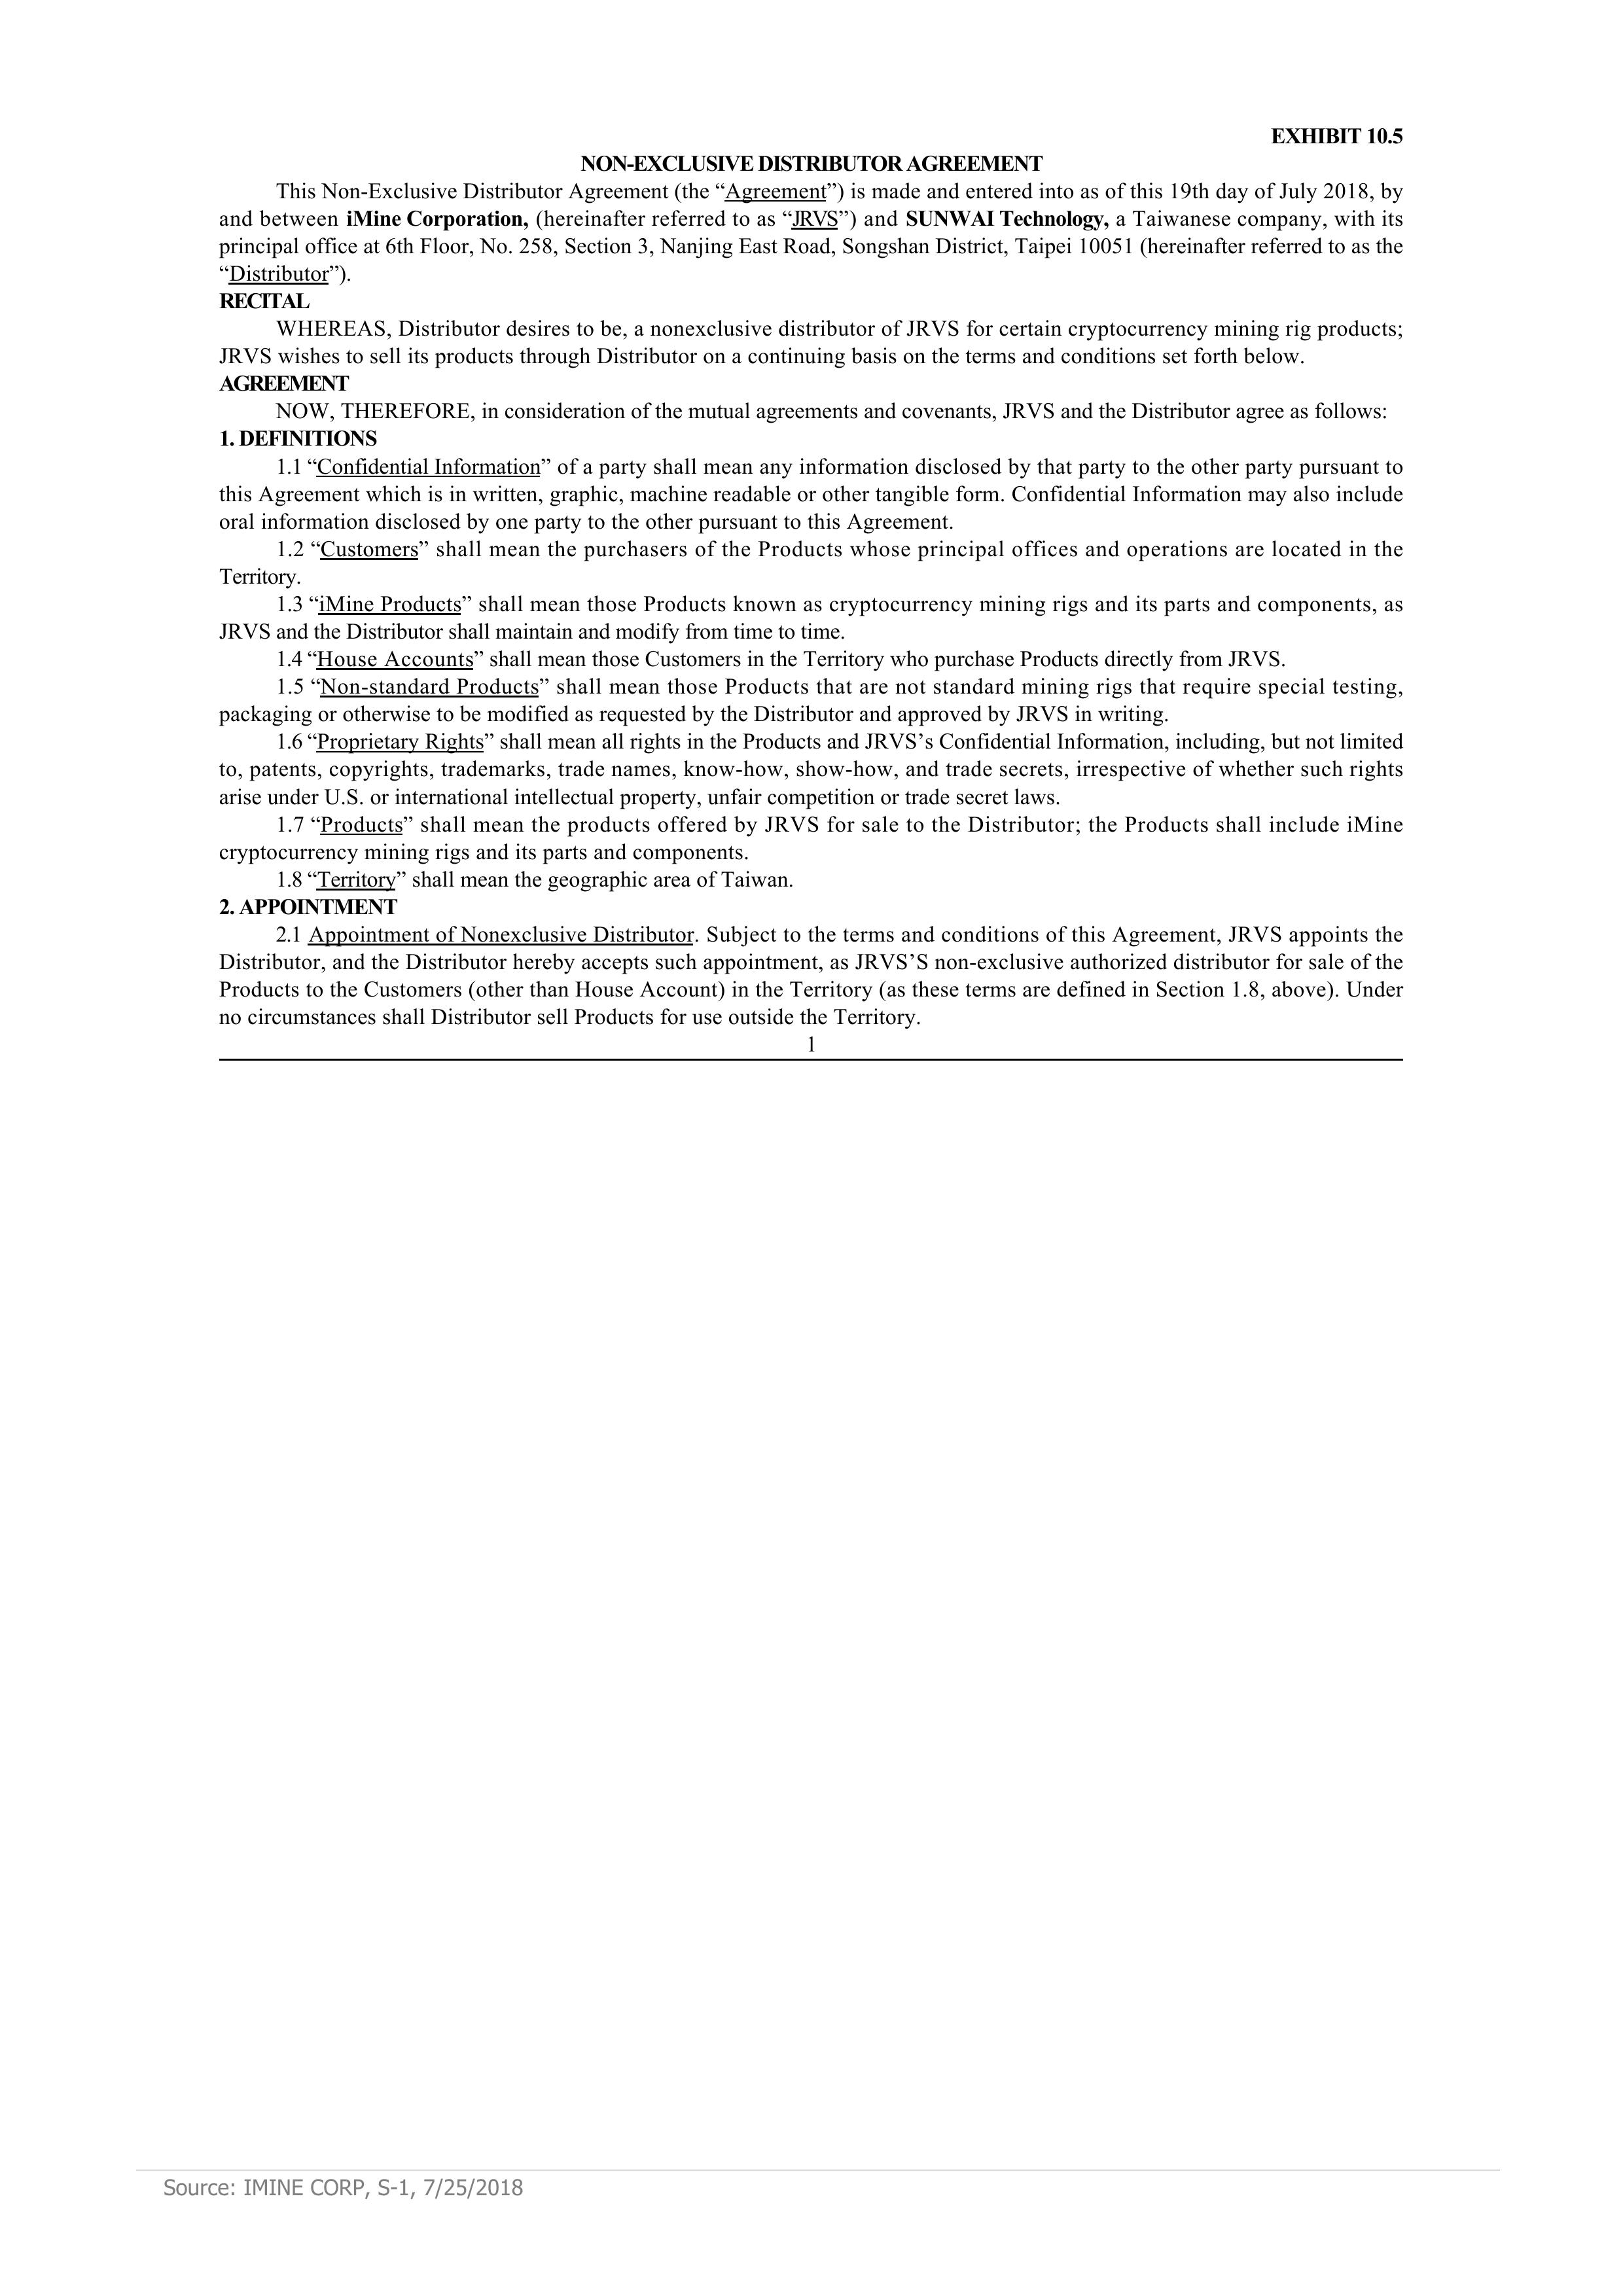 EXHIBIT 10.5
NON-EXCLUSIVE DISTRIBUTOR AGREEMENT
This Non-Exclusive Distributor Agreement (the “Agreement”) is made and entered into as of this 19th day of July 2018, by
and between iMine Corporation, (hereinafter referred to as “JRVS”) and SUNWAI Technology, a Taiwanese company, with its
principal office at 6th Floor, No. 258, Section 3, Nanjing East Road, Songshan District, Taipei 10051 (hereinafter referred to as the
“Distributor”).
RECITAL
WHEREAS, Distributor desires to be, a nonexclusive distributor of JRVS for certain cryptocurrency mining rig products;
JRVS wishes to sell its products through Distributor on a continuing basis on the terms and conditions set forth below.
AGREEMENT
NOW, THEREFORE, in consideration of the mutual agreements and covenants, JRVS and the Distributor agree as follows:
1. DEFINITIONS
1.1 “Confidential Information” of a party shall mean any information disclosed by that party to the other party pursuant to
this Agreement which is in written, graphic, machine readable or other tangible form. Confidential Information may also include
oral information disclosed by one party to the other pursuant to this Agreement.
1.2 “Customers” shall mean the purchasers of the Products whose principal offices and operations are located in the
Territory.
1.3 “iMine Products” shall mean those Products known as cryptocurrency mining rigs and its parts and components, as
JRVS and the Distributor shall maintain and modify from time to time.
1.4 “House Accounts” shall mean those Customers in the Territory who purchase Products directly from JRVS.
1.5 “Non-standard Products” shall mean those Products that are not standard mining rigs that require special testing,
packaging or otherwise to be modified as requested by the Distributor and approved by JRVS in writing.
1.6 “Proprietary Rights” shall mean all rights in the Products and JRVS’s Confidential Information, including, but not limited
to, patents, copyrights, trademarks, trade names, know-how, show-how, and trade secrets, irrespective of whether such rights
arise under U.S. or international intellectual property, unfair competition or trade secret laws.
1.7 “Products” shall mean the products offered by JRVS for sale to the Distributor; the Products shall include iMine
cryptocurrency mining rigs and its parts and components.
1.8 “Territory” shall mean the geographic area of Taiwan.
2. APPOINTMENT
2.1 Appointment of Nonexclusive Distributor. Subject to the terms and conditions of this Agreement, JRVS appoints the
Distributor, and the Distributor hereby accepts such appointment, as JRVS’S non-exclusive authorized distributor for sale of the
Products to the Customers (other than House Account) in the Territory (as these terms are defined in Section 1.8, above). Under
no circumstances shall Distributor sell Products for use outside the Territory.
1
Source: IMINE CORP, S-1, 7/25/2018